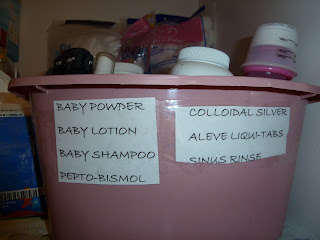 BABY POWDER
BABY LOTION
BABY SHAMPOO
PEPTO-BISMOL
COLLOIDAL SILVER
ALEVE LIQUI-TABS
SINUS RINSE